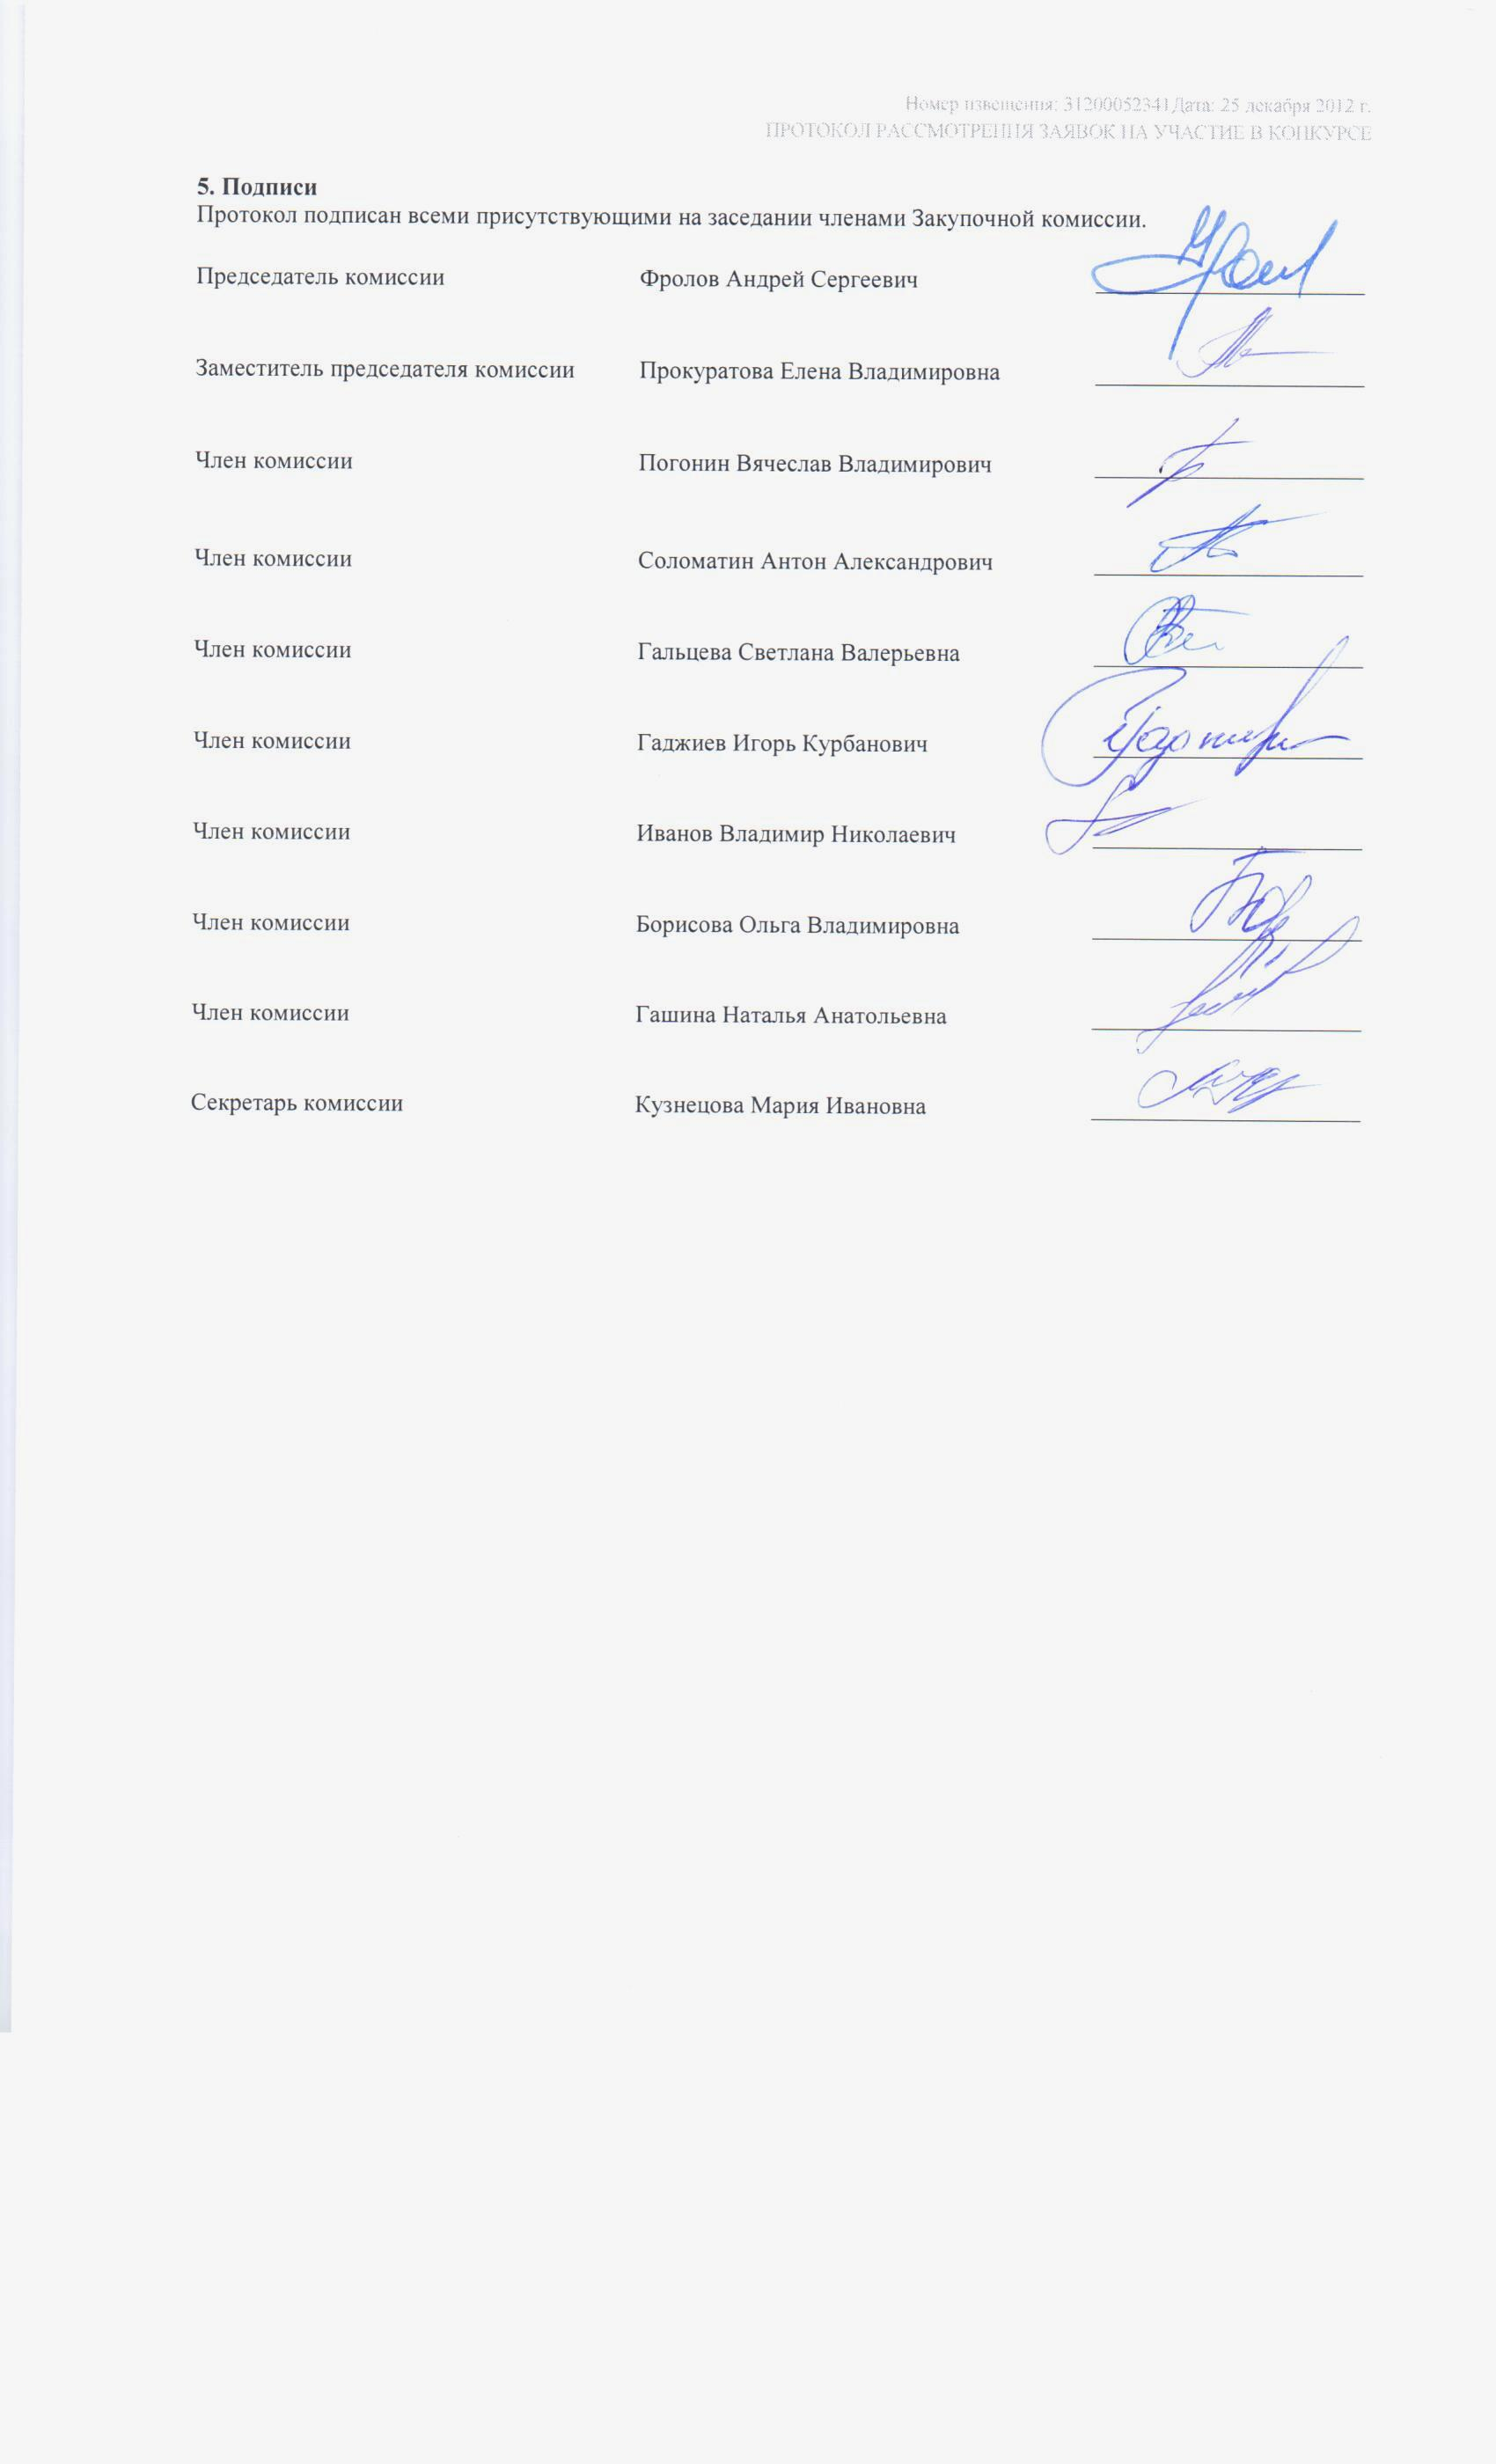 Номер извещения: 31200052341Дата: 25 декабря 2012 г.
ПРОТОКОЛ РАССМОТРЕНИЯ ЗАЯВОК НА УЧАСТИЕ В КОНКУРСЕ
5. Подписи
Протокол подписан всеми присутствующими на заседании членами Закупочной комиссии.
Председатель комиссии Фролов Андрей Сергеевич
Заместитель председателя комиссии Прокуратова Елена Владимировна
Член комиссии Погонин Вячеслав Владимирович
Член комиссии Соломатин Антон Александрович
Член комиссии Гальцева Светлана Валерьевна
Член комиссии Гаджиев Игорь Курбанович
Член комиссии Иванов Владимир Николаевич
Член комиссии Борисова Ольга Владимировна
Член комиссии Гашина Наталья Анатольевна
Секретарь комиссии Кузнецова Мария Ивановна